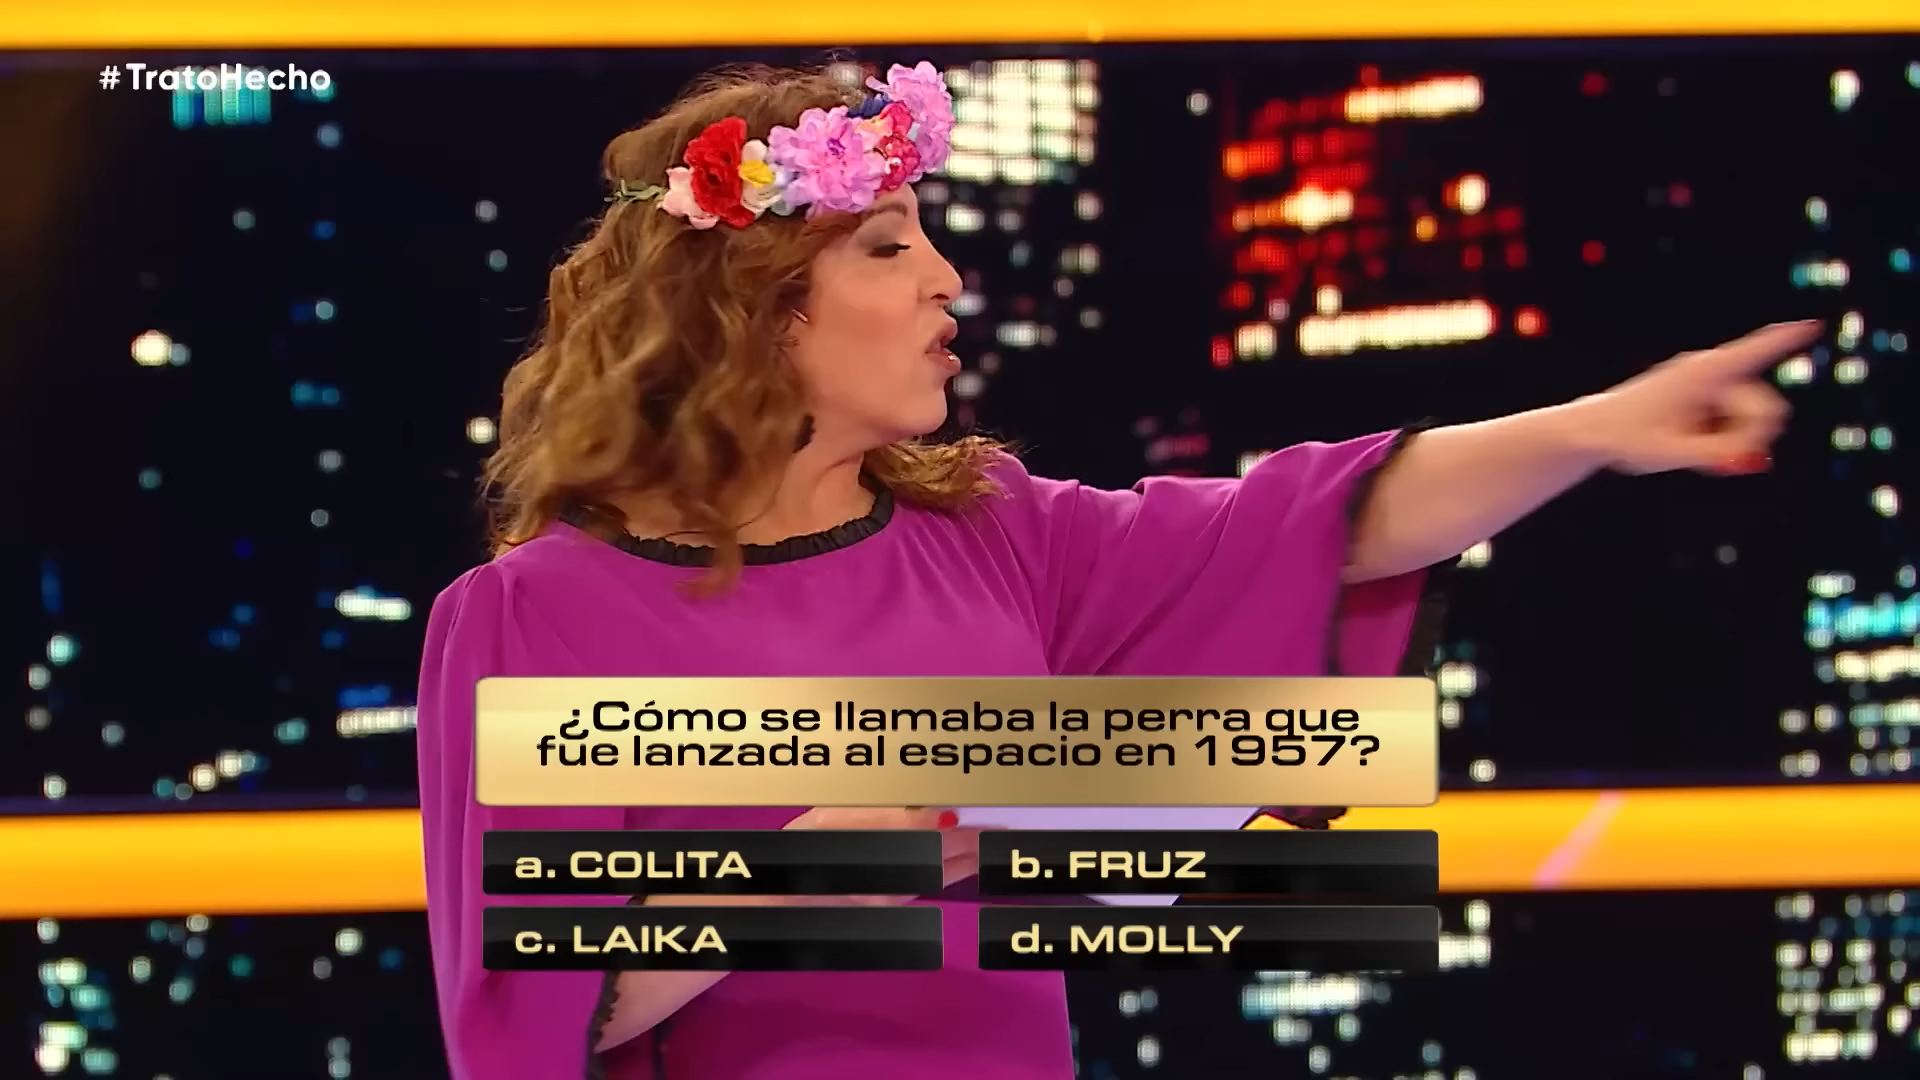 #TratoHecho
¿Cómo se llamaba la perra que
fue lanzada al espacio en 1957?
a. COLITA
b. FRUZ
c. LAIKA
d. MOLLY